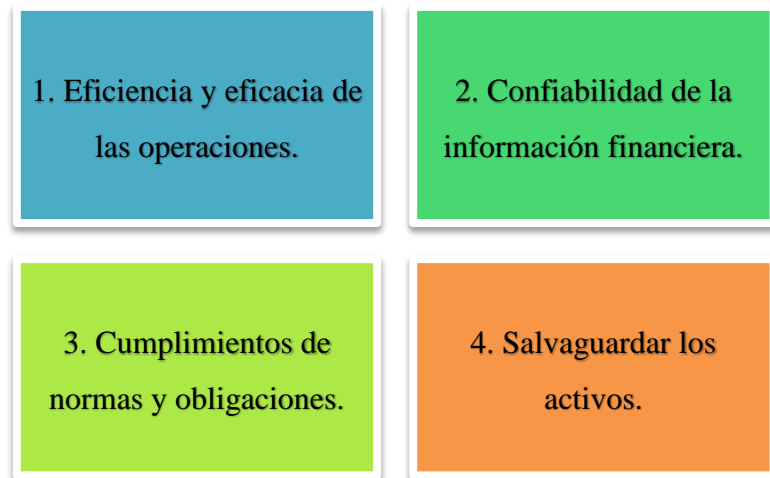 1. Eficiencia y eficacia de
las operaciones.
2. Confiabilidad de la
información financiera.
3. Cumplimientos de
normas y obligaciones.
4. Salvaguardar los
activos.